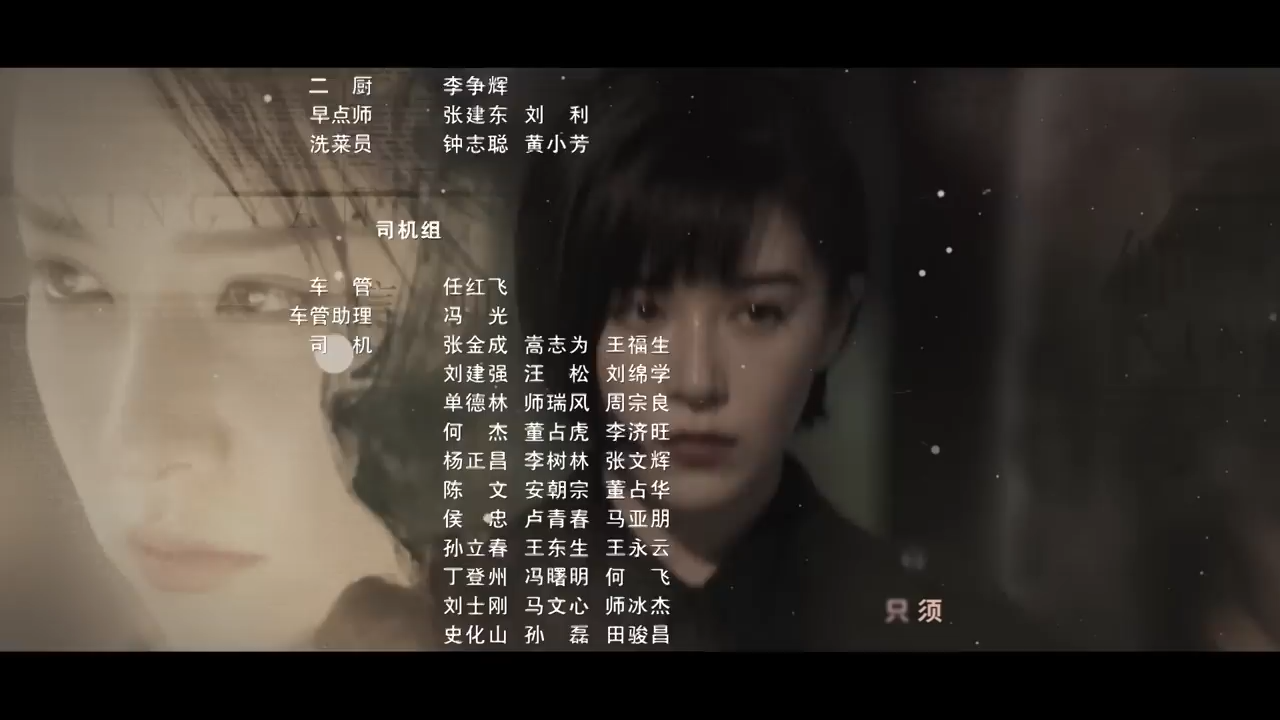 二 厨 李争辉
早点师 张建东 刘 利
洗菜员 钟志聪 黄小芳
司机组
车 管 任红飞
车管助理 冯 光
司 机 张金成 嵩志为 王福生
刘建强 汪 松 刘绵学
单德林 师瑞风 周宗良
何 杰 董占虎 李济旺
杨正昌 李树林 张文辉
陈 文 安朝宗 董占华
侯 忠 卢青春 马亚朋
孙立春 王东生 王永云
丁登州 冯曙明 何 飞
只须
刘士刚 马文心 师冰杰
史化山 孙 磊 田骏昌